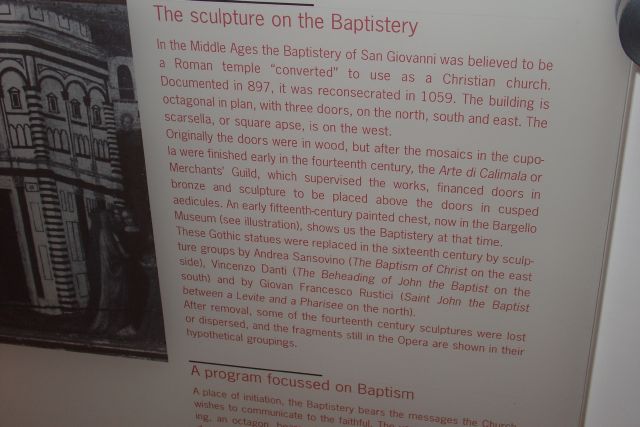 The sculpture on the Baptistery
In the Middle Ages the Baptistery of San Giovanni was believed to be
a Roman temple “converted” to use as a Christian church.
Documented in 897, it was reconsecrated in 1059. The building is
octagonal in plan, with three doors, on the north, south and east. The
scarsella, or square apse, is on the west.
Originally the doors were in wood, but after the mosaics in the cupo-
la were finished early in the fourteenth century, the Arte di Calimala or
Merchants' Guild, which supervised the works, financed doors in
bronze and sculpture to be placed above the doors in cusped
aedicules. An early fifteenth-century painted chest, now in the Bargello
Museum (see illustration), shows us the Baptistery at that time.
These Gothic statues were replaced in the sixteenth century by sculp-
ture groups by Andrea Sansovino (The Baptism of Christ on the east
side), Vincenzo Danti (The Beheading of John the Baptist on the
south) and by Giovan Francesco Rustici (Saint John the Baptist
between a Levite and a Pharisee on the north).
After removal, some of the fourteenth century sculptures were lost
or dispersed, and the fragments still in the Opera are shown in their
hypothetical groupings.
A program focussed on Baptism
A place of initiation, the Baptistery bears the messages the Church
wishes to communicate to the faithful. The
ing, an octagon,